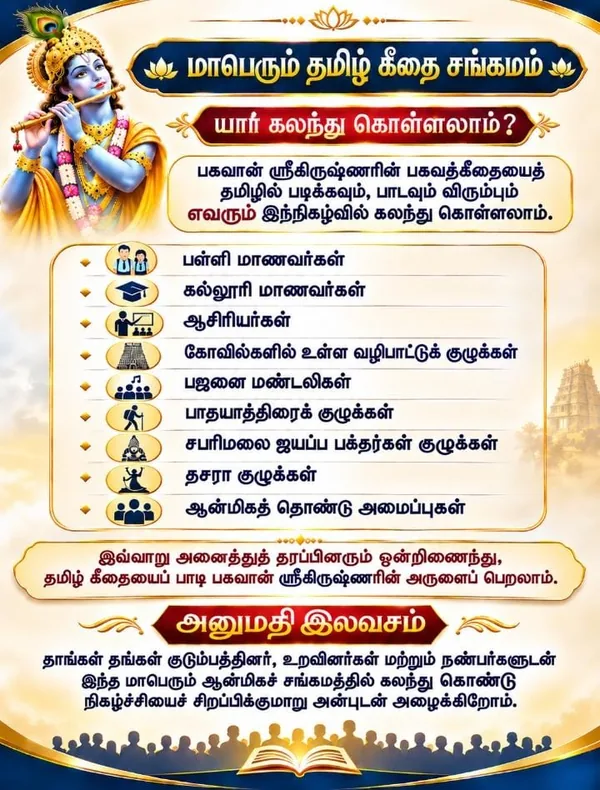 மாபெரும் தமிழ் கீதை சங்கமம்
யார் கலந்து கொள்ளலாம்?
பகவான் ஸ்ரீகிருஷ்ணரின் பகவத்கீதையைத்
தமிழில் படிக்கவும், பாடவும் விரும்பும்
எவரும் இந்நிகழ்வில் கலந்து கொள்ளலாம்.
பள்ளி மாணவர்கள்
கல்லூரி மாணவர்கள்
ஆசிரியர்கள்
கோவில்களில் உள்ள வழிபாட்டுக் குழுக்கள்
பஜனை மண்டலிகள்
பாதயாத்திரைக் குழுக்கள்
சபரிமலை ஐயப்ப பக்தர்கள் குழுக்கள்
தசரா குழுக்கள்
ஆன்மிகத் தொண்டு அமைப்புகள்
இவ்வாறு அனைத்துத் தரப்பினரும் ஒன்றிணைந்து,
தமிழ் கீதையைப் பாடி பகவான் ஸ்ரீகிருஷ்ணரின் அருளைப் பெறலாம்.
அனுமதி இலவசம்
தாங்கள் தங்கள் குடும்பத்தினர், உறவினர்கள் மற்றும் நண்பர்களுடன்
இந்த மாபெரும் ஆன்மிகச் சங்கமத்தில் கலந்து கொண்டு
நிகழ்ச்சியைச் சிறப்பிக்குமாறு அன்புடன் அழைக்கிறோம்.